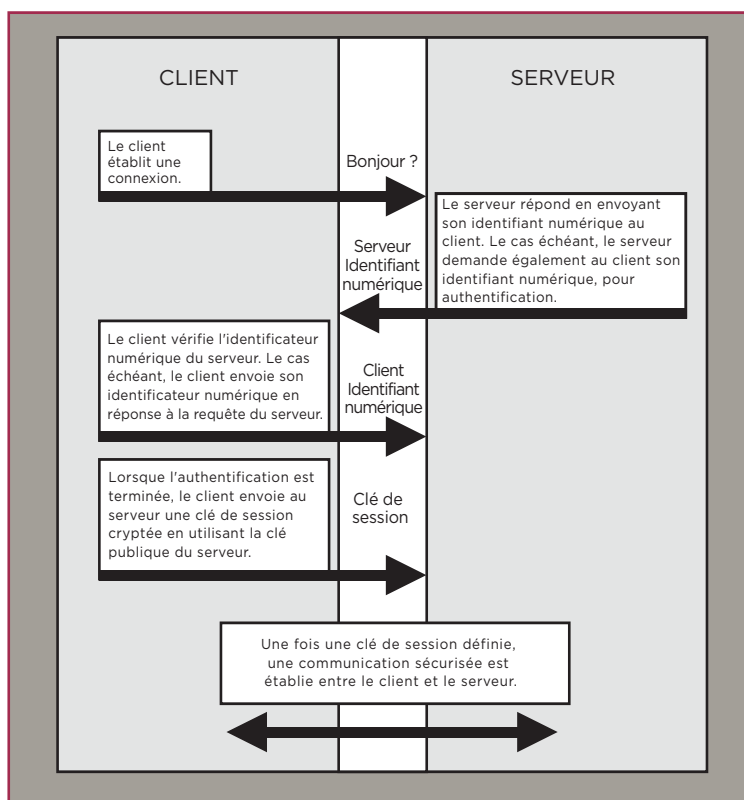 CLIENT
SERVEUR
Le client
établit une
connexion.
Bonjour ?
Le serveur répond en envoyant
son identifiant numérique au
client. Le cas échéant, le serveur
demande également au client son
identifiant numérique, pour
authentification.
Serveur
Identifiant
numérique
Le client vérifie l'identificateur
numérique du serveur. Le cas
échéant, le client envoie son
identificateur numérique en
réponse à la requête du serveur.
Client
Identifiant
numérique
Lorsque l'authentification est
terminée, le client envoie au
serveur une clé de session
cryptée en utilisant la clé
publique du serveur.
Clé de
session
Une fois une clé de session définie,
une communication sécurisée est
établie entre le client et le serveur.